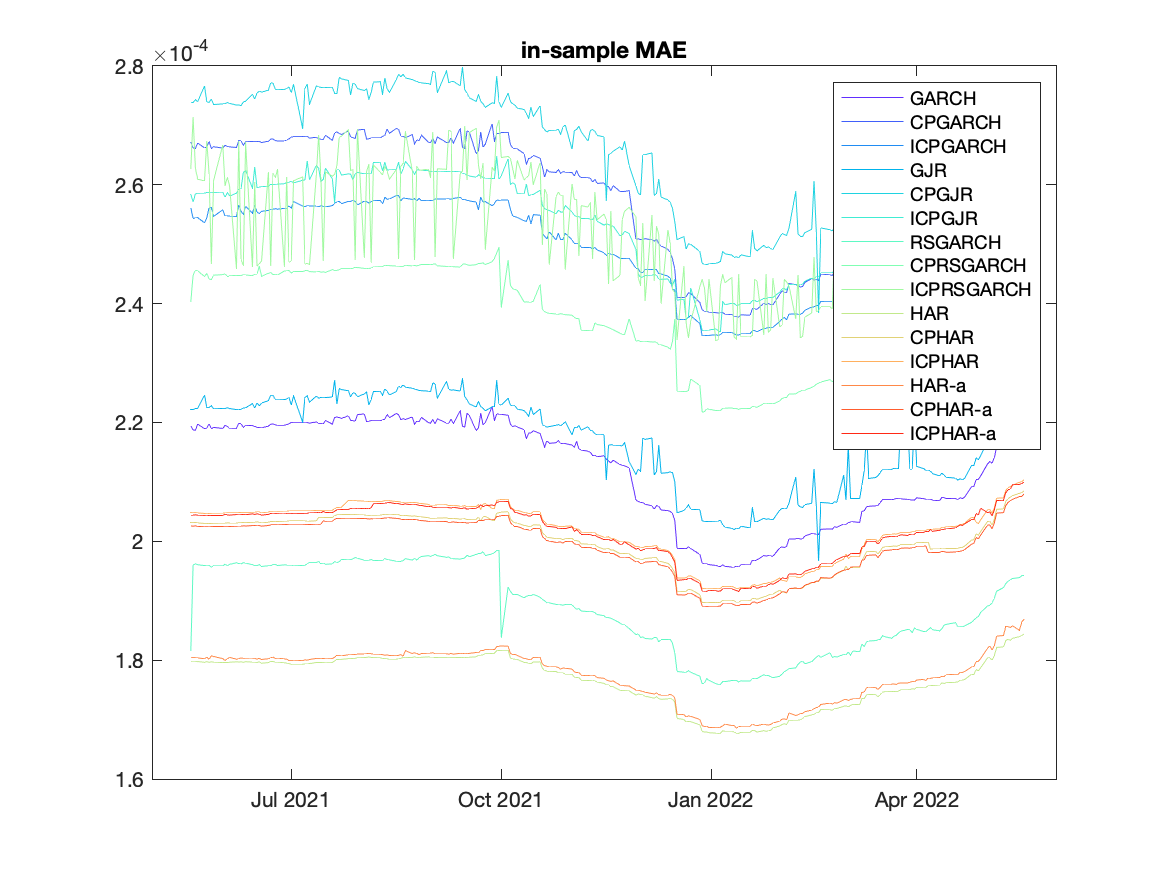 ×10-4
in-sample MAE
2.8
2.6
2.4
2.2
2
1.8
1.6
Jul 2021
Oct 2021
Jan 2022
Apr 2022
GARCH
CPGARCH
ICPGARCH
GJR
CPGJR
ICPGJR
RSGARCH
CPRSGARCH
ICPRSGARCH
HAR
CPHAR
ICPHAR
HAR-a
CPHAR-a
ICPHAR-a